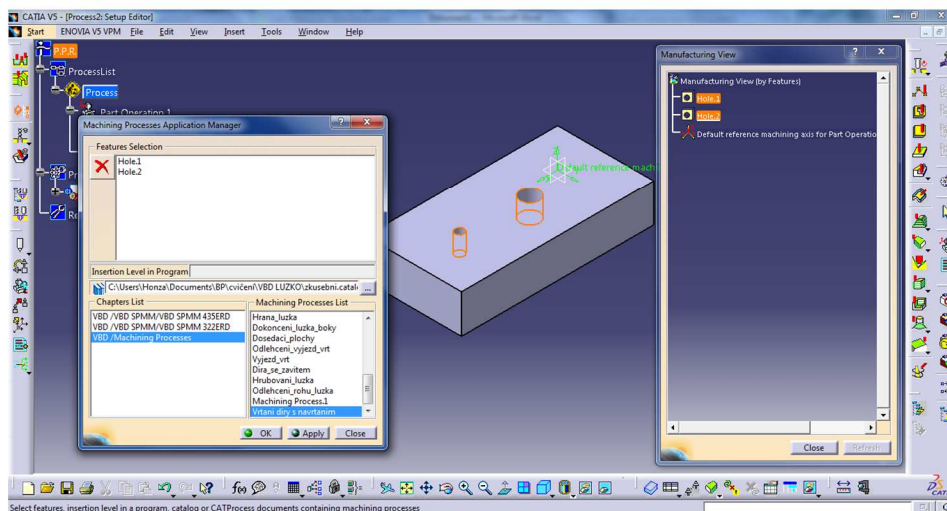 CATIA V5 - [Process2: Setup Editor]
Start ENOVIA V5 VPM File Edit View Insert Tools Window Help
P.P.R.
ProcessList
Process
Part Operation.1
Machining Processes Application Manager
Features Selection
Hole.1
Hole.2
Insertion Level in Program
C:\Users\Honza\Documents\BP\cvičení\VBD LUZKO\zkusebni.catal
Chapters List
VBD /VBD SPMM/VBD SPMM 435ERD
VBD /VBD SPMM/VBD SPMM 322ERD
VBD /Machining Processes
Machining Processes List
Hrana_luzka
Dokonceni_luzka_boky
Dosedaci_plochy
Odlehceni_vyjezd_vrt
Vyjezd_vrt
Dira_se_zavitem
Hrubovani_luzka
Odlehceni_rohu_luzka
Machining Process.1
Vrtani diry s navrtanim
OK Apply Close
Default reference mach
Manufacturing View
Manufacturing View (by Features)
Hole.1
Hole.2
Default reference machining axis for Part Operatio
Close Refresh
Select features, insertion level in a program, catalog or CATProcess documents containing machining processes